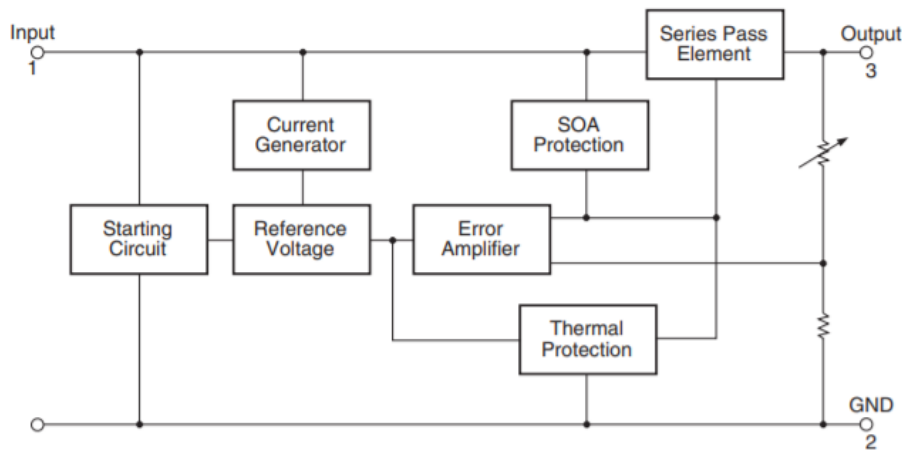 Input
1
Series Pass
Element
Output
3
Current
Generator
SOA
Protection
Starting
Circuit
Reference
Voltage
Error
Amplifier
Thermal
Protection
GND
2